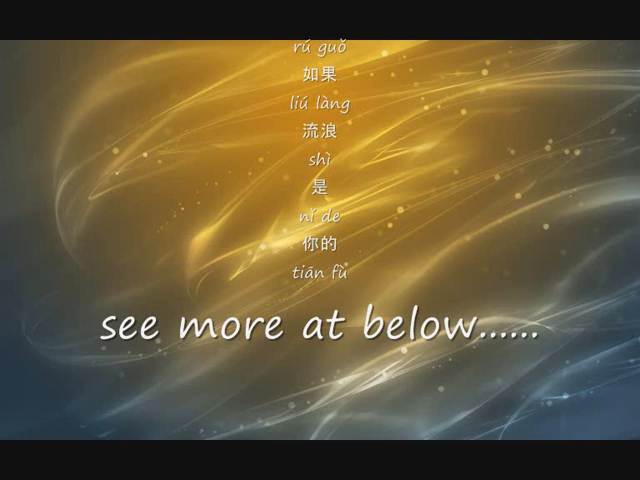 rú guǒ
如果
liú làng
流浪
shì
是
nǐ de
你的
tiān fù
see more at below......